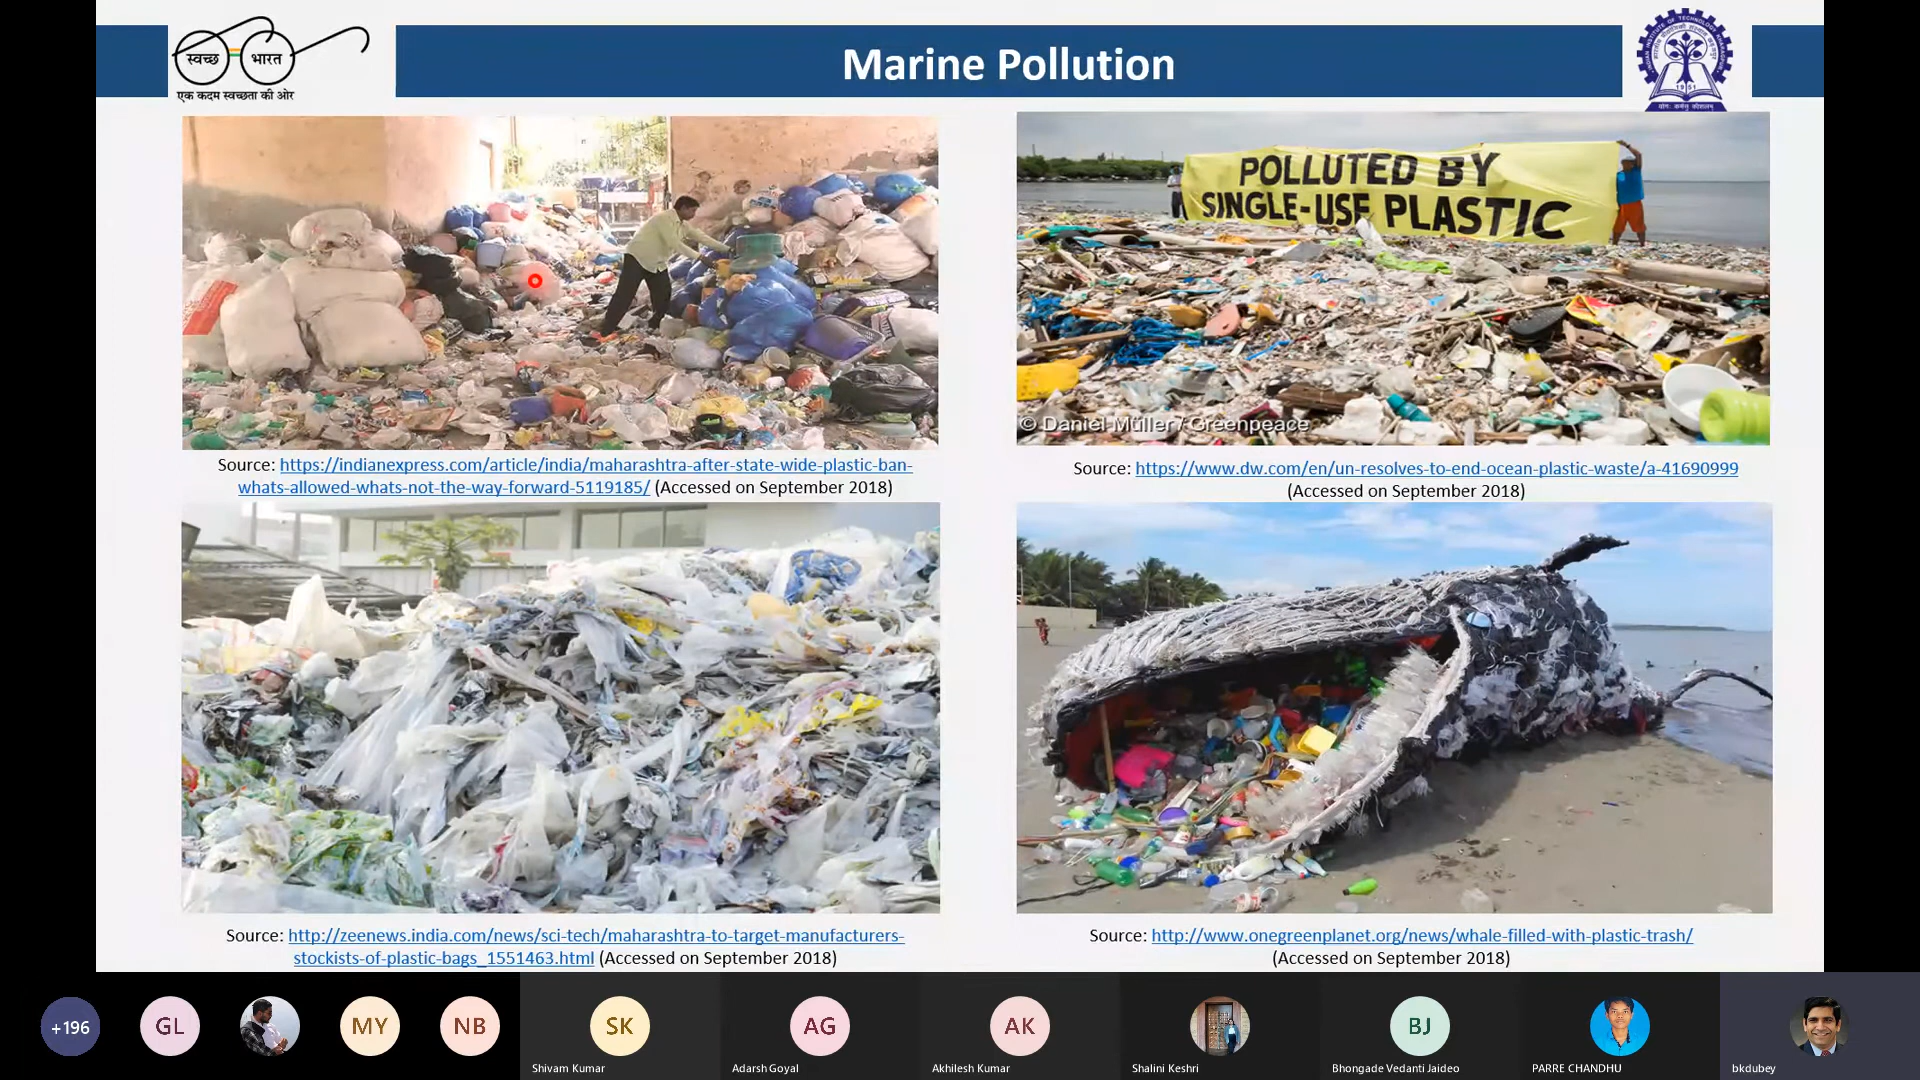 स्वच्छ भारत
एक कदम स्वच्छता की ओर
Marine Pollution
1951
योगः कर्मसु कौशलम्
POLLUTED BY
SINGLE-USE PLASTIC
© Daniel Müller / Greenpeace
Source: https://indianexpress.com/article/india/maharashtra-after-state-wide-plastic-ban-
whats-allowed-whats-not-the-way-forward-5119185/ (Accessed on September 2018)
Source: https://www.dw.com/en/un-resolves-to-end-ocean-plastic-waste/a-41690999
(Accessed on September 2018)
Source: http://zeenews.india.com/news/sci-tech/maharashtra-to-target-manufacturers-
stockists-of-plastic-bags_1551463.html (Accessed on September 2018)
Source: http://www.onegreenplanet.org/news/whale-filled-with-plastic-trash/
(Accessed on September 2018)
+196
GL
MY
NB
SK
AG
AK
BJ
Shivam Kumar
Adarsh Goyal
Akhilesh Kumar
Shalini Keshri
Bhongade Vedanti Jaideo
PARRE CHANDHU
bkdubey